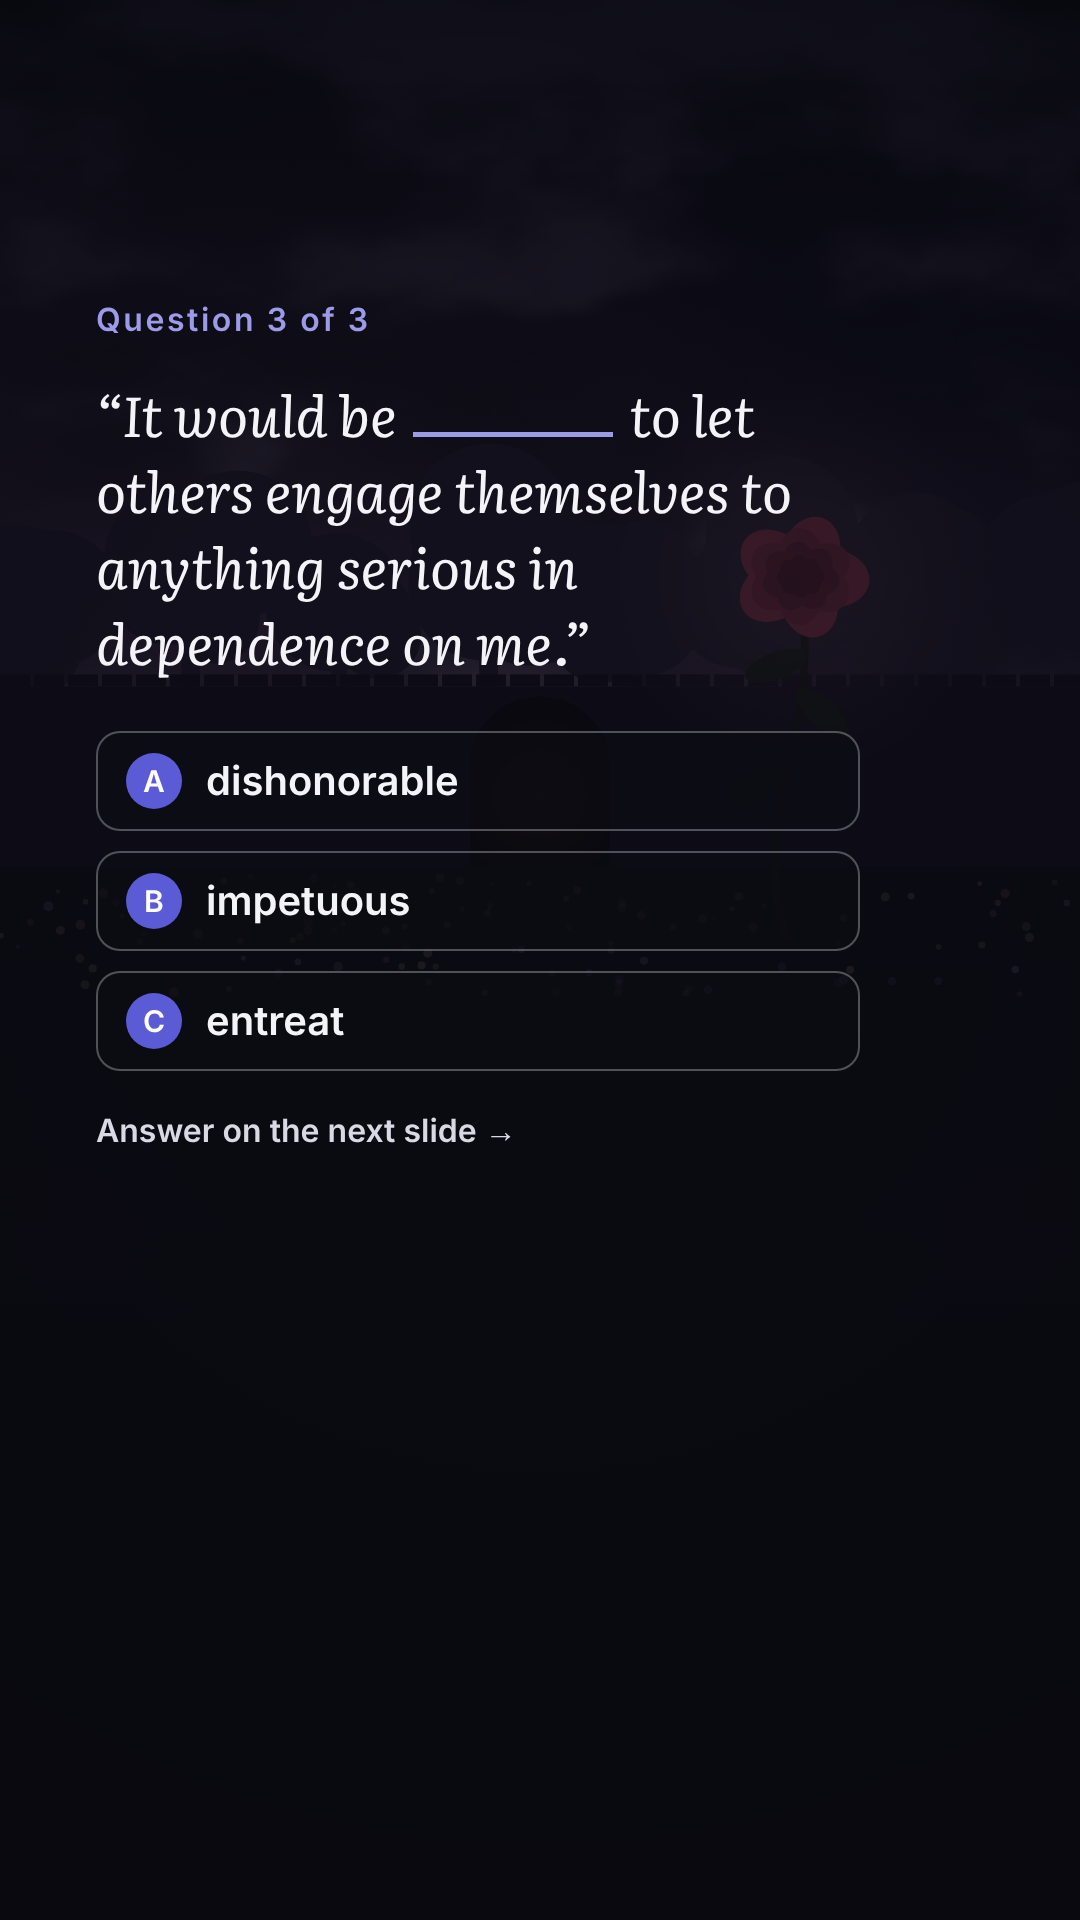 Question 3 of 3
“It would be ________ to let
others engage themselves to
anything serious in
dependence on me.”
A dishonorable
B impetuous
C entreat
Answer on the next slide →